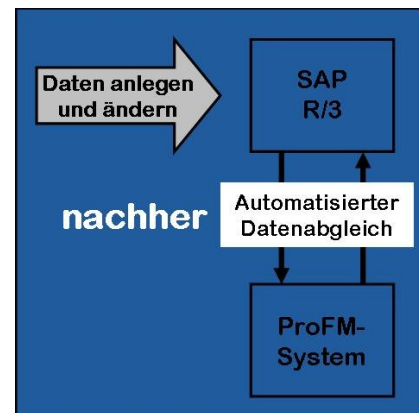 Daten anlegen
und ändern
SAP
R/3
nachher
Automatisierter
Datenabgleich
ProFM-
System